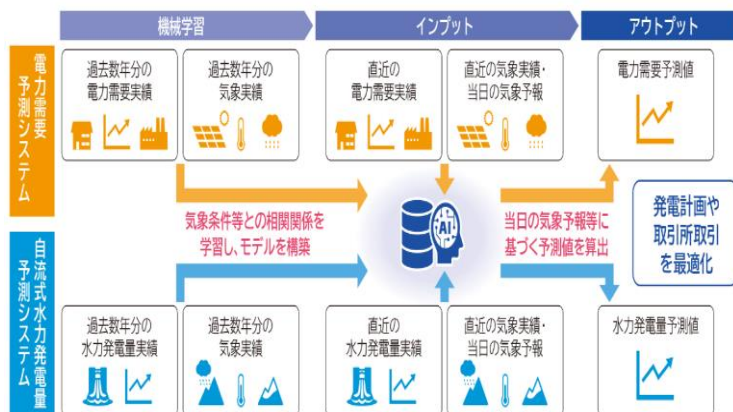 機械学習
インプット
アウトプット
電力需要
予測システム
過去数年分の
電力需要実績
過去数年分の
気象実績
直近の
電力需要実績
直近の気象実績・
当日の気象予報
電力需要予測値
気象条件等との相関関係を
学習し、モデルを構築
AI
当日の気象予報等に
基づく予測値を算出
発電計画や
取引所取引
を最適化
自流式水力発電量
予測システム
過去数年分の
水力発電量実績
過去数年分の
気象実績
直近の
水力発電量実績
直近の気象実績・
当日の気象予報
水力発電量予測値